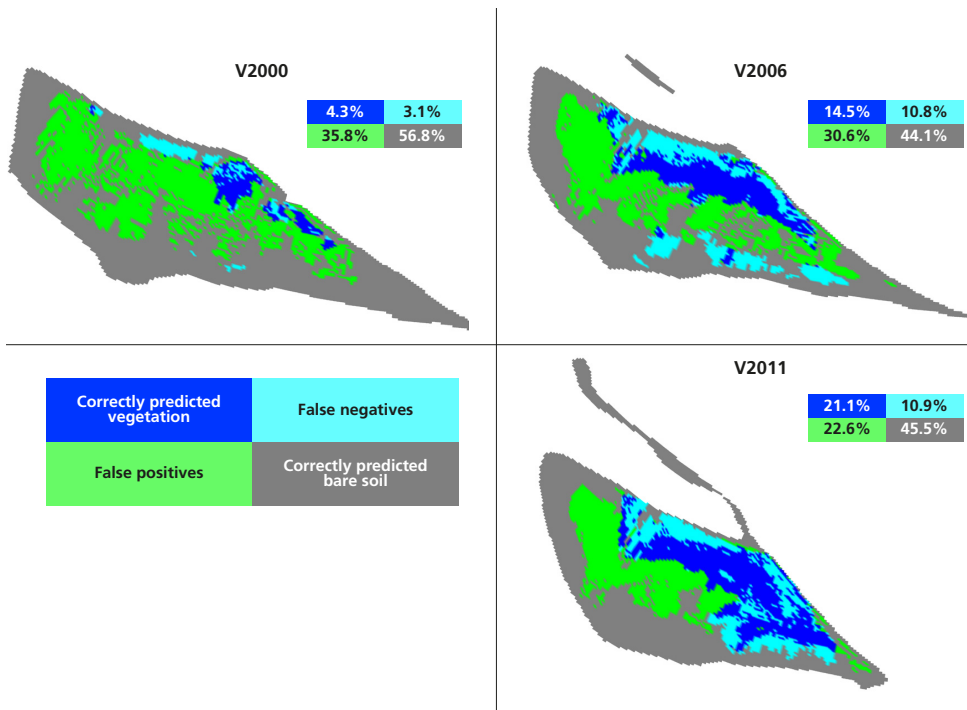 V2000
4.3% 3.1%
35.8% 56.8%
V2006
14.5% 10.8%
30.6% 44.1%
Correctly predicted
vegetation
False negatives
False positives
Correctly predicted
bare soil
V2011
21.1% 10.9%
22.6% 45.5%